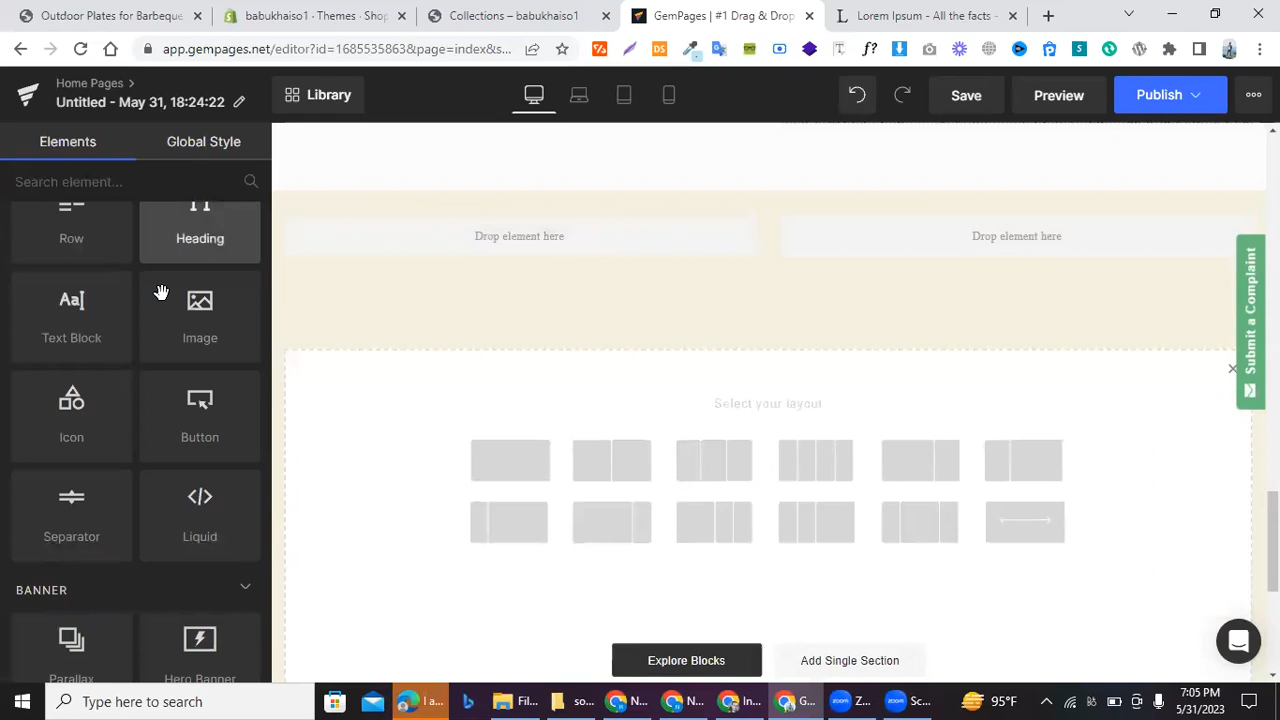 Outdoor Plates for Barbeque
babukhaiso1 · Themes · Shop
Collections ~ babukhaiso1
GemPages | #1 Drag & Drop
Lorem Ipsum - All the facts -
app.gempages.net/editor?id=1685535863&page=index&s...
Home Pages
Untitled - May 31, 18:24:22
Library
Save
Preview
Publish
Elements
Global Style
Search element...
Row
Heading
Drop element here
Drop element here
Text Block
Image
Submit a Complaint
Select your layout
Icon
Button
Separator
Liquid
BANNER
Parallax
Hero Banner
Explore Blocks
Add Single Section
Type here to search
I a
Fil...
so...
N...
N...
In...
G...
Z...
Sc...
95°F
7:05 PM
5/31/2023